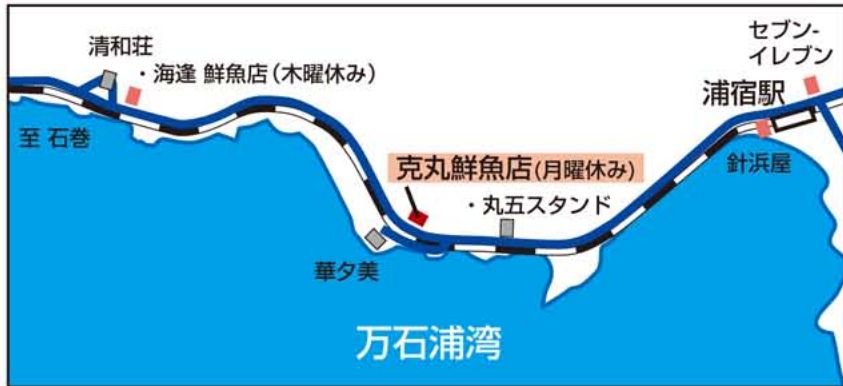 セブン-
イレブン
清和荘
・海逢 鮮魚店(木曜休み)
浦宿駅
至 石巻
克丸鮮魚店(月曜休み)
針浜屋
・丸五スタンド
華夕美
万石浦湾